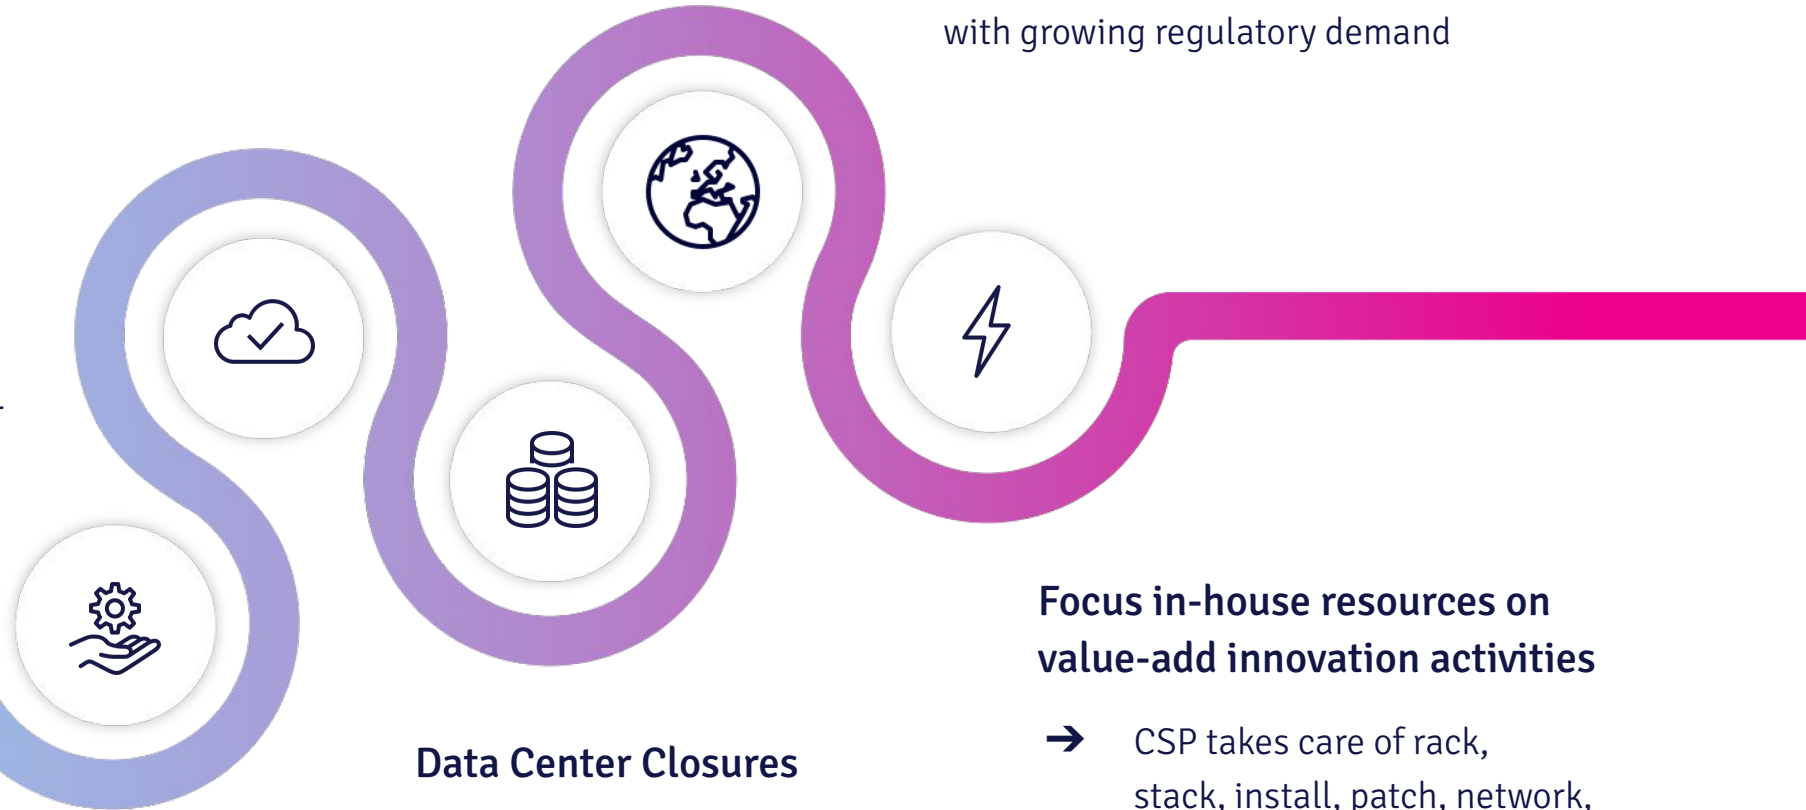 with growing regulatory demand
Focus in-house resources on
value-add innovation activities
➔ CSP takes care of rack,
stack, install, patch, network,
Data Center Closures